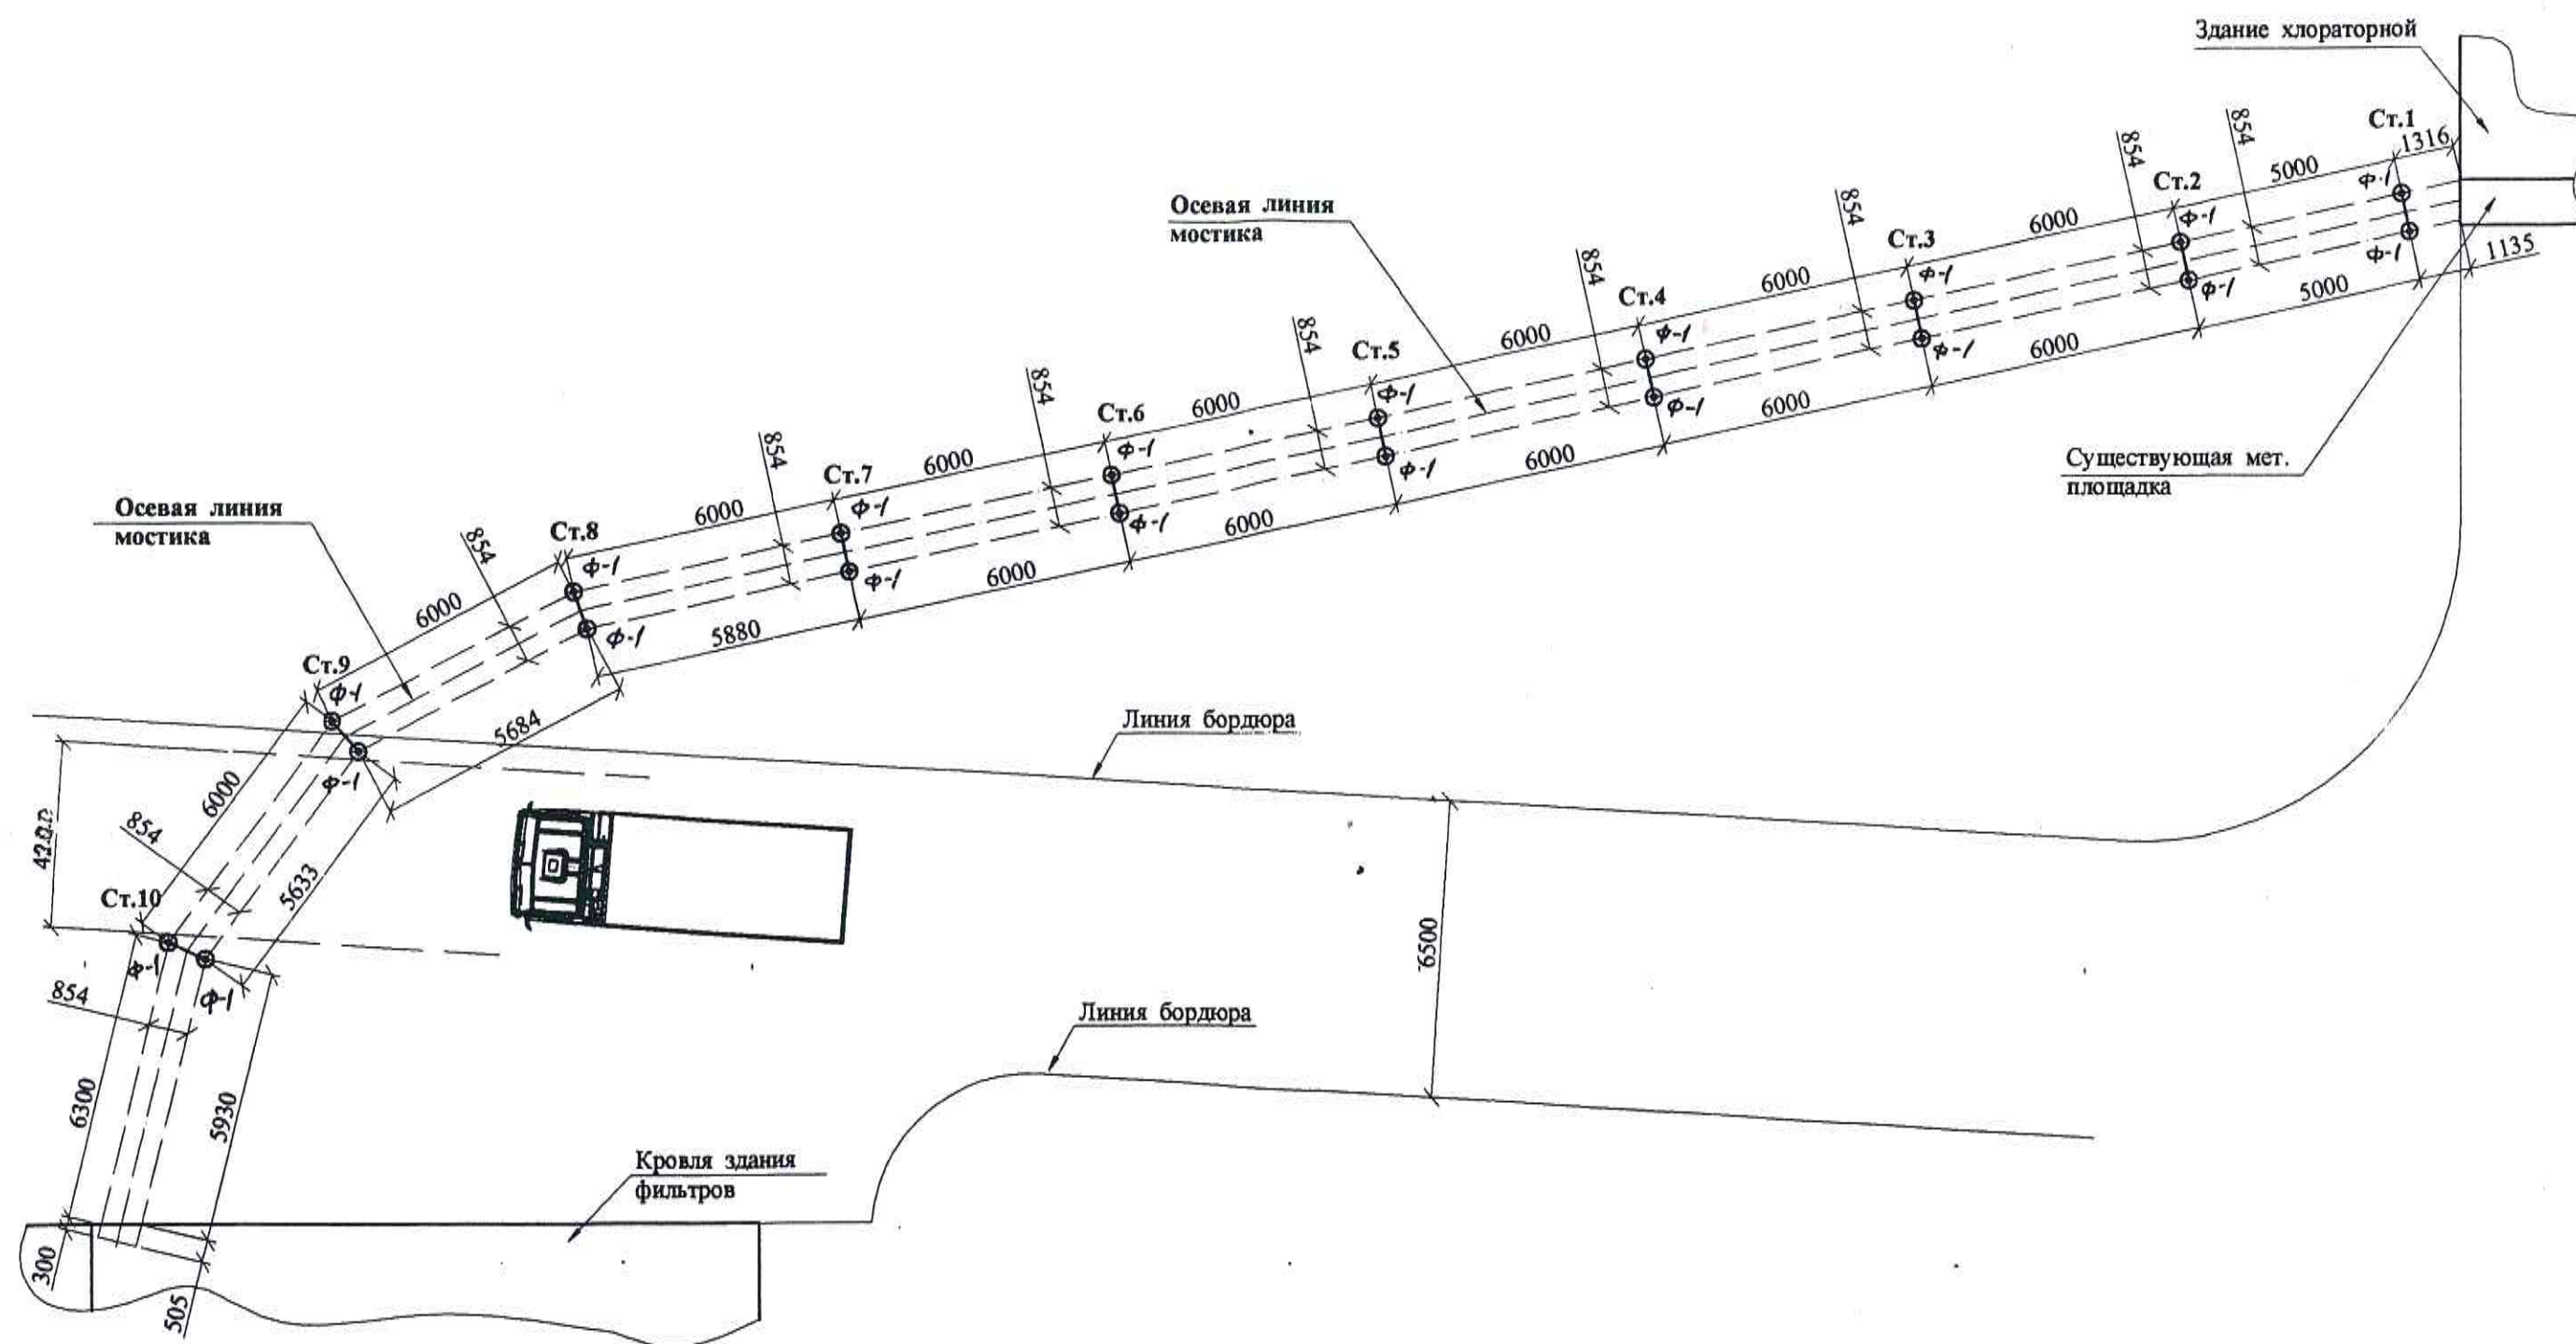 Здание хлораторной
Ст.1
1316
Ф-1
Ф-1
1135
854
5000
5000
Ст.2
Ф-1
Ф-1
854
6000
6000
Ст.3
Ф-1
Ф-1
854
6000
6000
Осевая линия
мостика
Ст.4
Ф-1
Ф-1
854
6000
6000
Ст.5
Ф-1
Ф-1
854
6000
6000
Ст.6
Ф-1
Ф-1
854
6000
6000
Ст.7
Ф-1
Ф-1
854
6000
5880
Существующая мет.
площадка
Осевая линия
мостика
Ст.8
Ф-1
Ф-1
854
6000
5684
Ст.9
Ф-1
Ф-1
6000
854
5633
Линия бордюра
Ст.10
Ф-1
Ф-1
854
6500
Линия бордюра
6300
5930
Кровля здания
фильтров
300
505